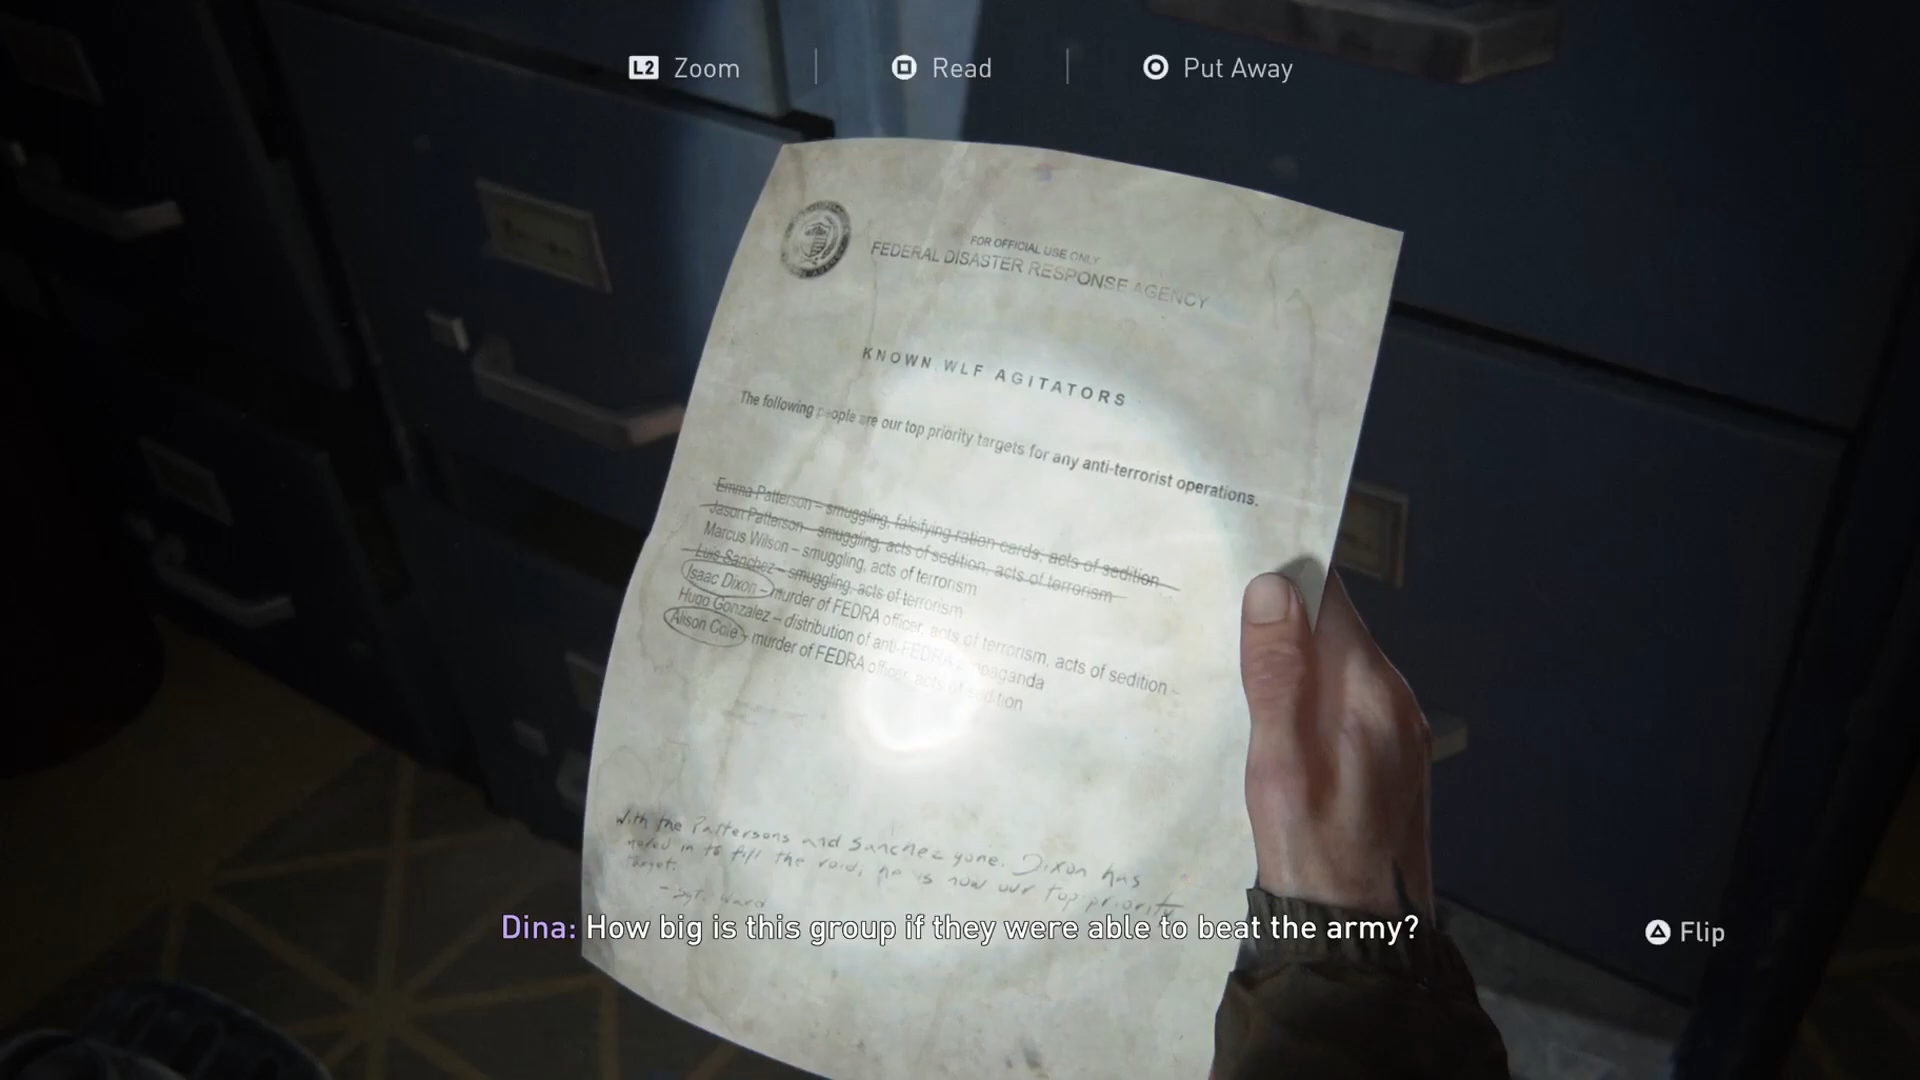 L2 Zoom | Read | Put Away
FOR OFFICIAL USE ONLY
FEDERAL DISASTER RESPONSE AGENCY
KNOWN WLF AGITATORS
The following people are our top priority targets for any anti-terrorist operations.
Emma Patterson – smuggling, falsifying ration cards, acts of sedition
Jason Patterson – smuggling, acts of sedition, acts of terrorism
Marcus Wilson – smuggling, acts of terrorism
Luis Sanchez – smuggling, acts of terrorism
Isaac Dixon – murder of FEDRA officer, acts of terrorism, acts of sedition –
Hugo Gonzalez – distribution of anti-FEDRA propaganda
Alison Cole – murder of FEDRA officer, acts of sedition
With the Pattersons and Sanchez gone. Dixon has
moved in to fill the void, he is now our top priority
target.
- Sgt. Ward
Dina: How big is this group if they were able to beat the army?
Flip